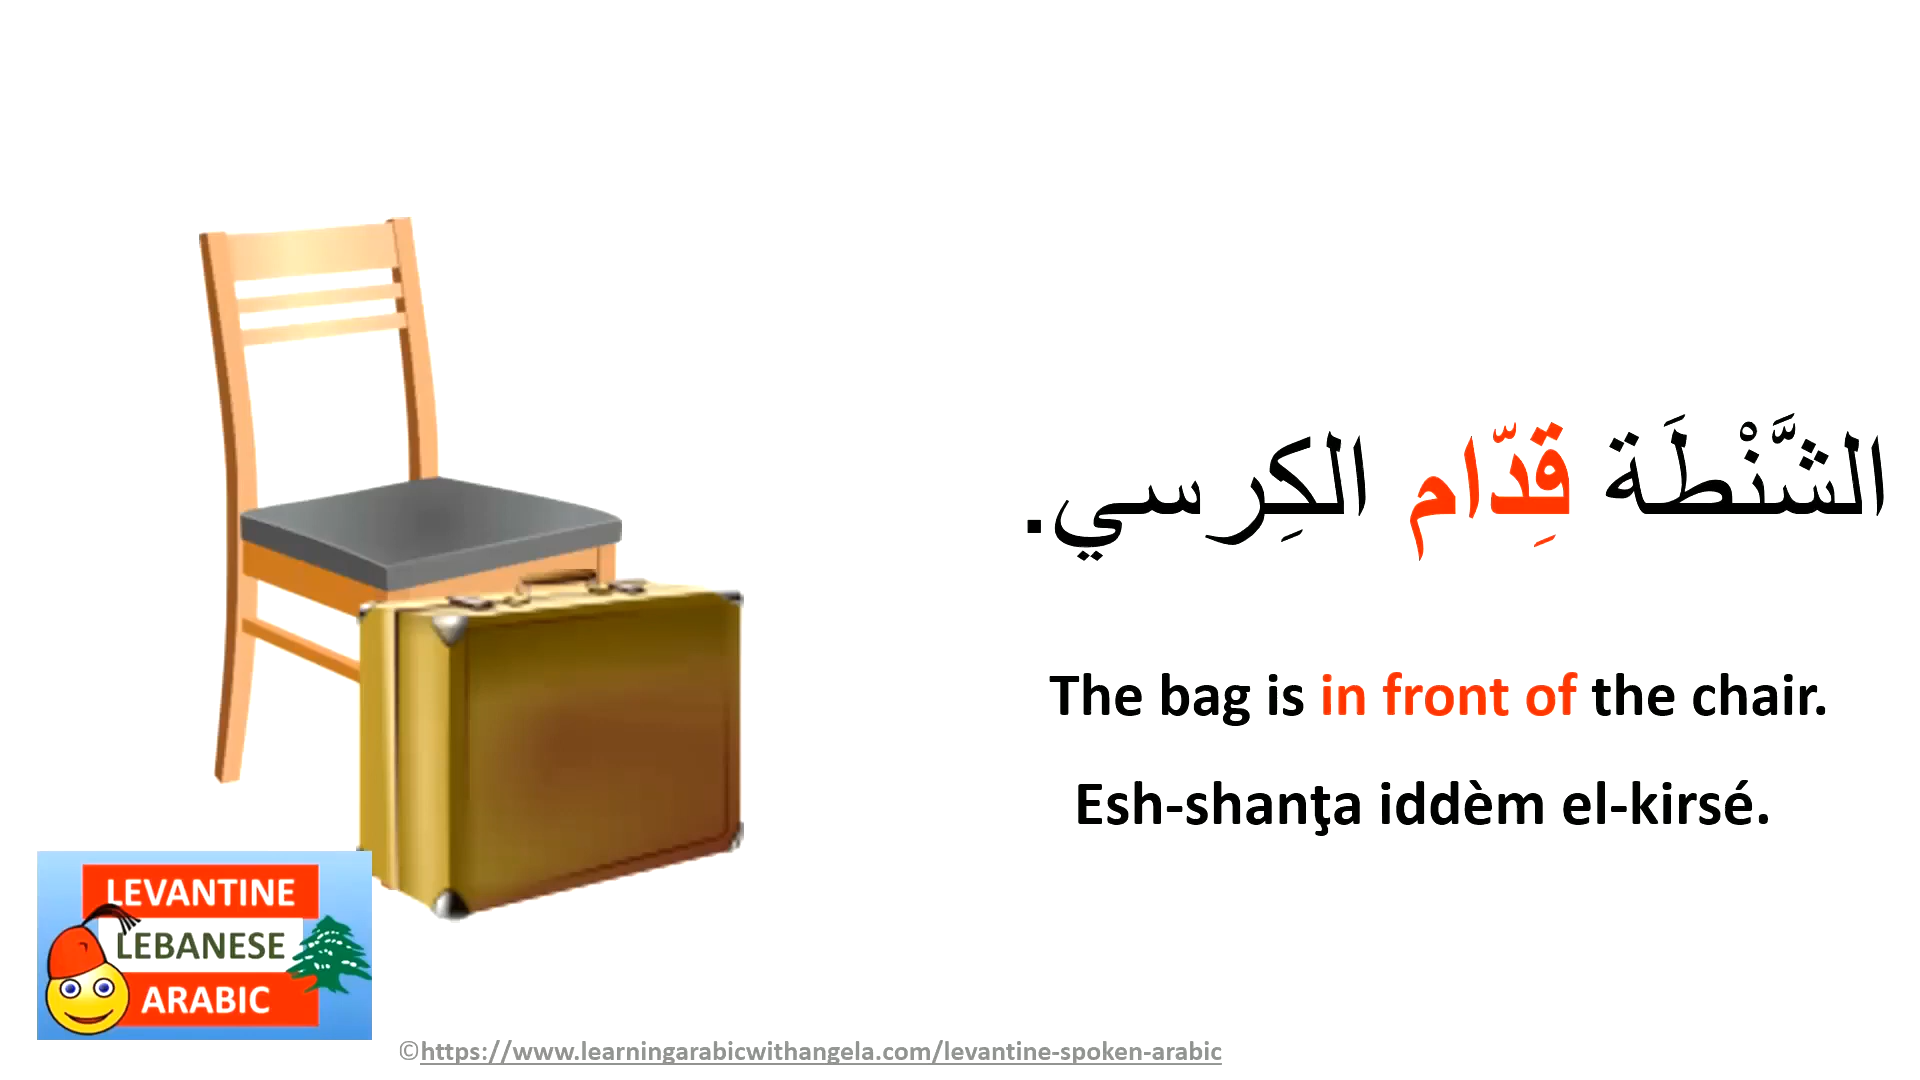 الشَّنْطَة قِدّام الكِرسي.
The bag is in front of the chair.
Esh-shanţa iddèm el-kirsé.
LEVANTINE
LEBANESE
ARABIC
©https://www.learningarabicwithangela.com/levantine-spoken-arabic